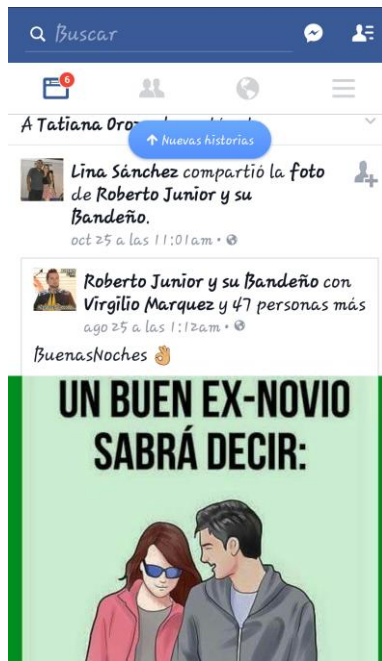 Buscar
6
A Tatiana Oroz
↑ Nuevas historias
Lina Sánchez compartió la foto
de Roberto Junior y su
Bandeño.
oct 25 a las 11:01am •
Roberto Junior y su Bandeño con
Virgilio Marquez y 47 personas más
ago 25 a las 1:12am •
BuenasNoches 👌
UN BUEN EX-NOVIO
SABRÁ DECIR: